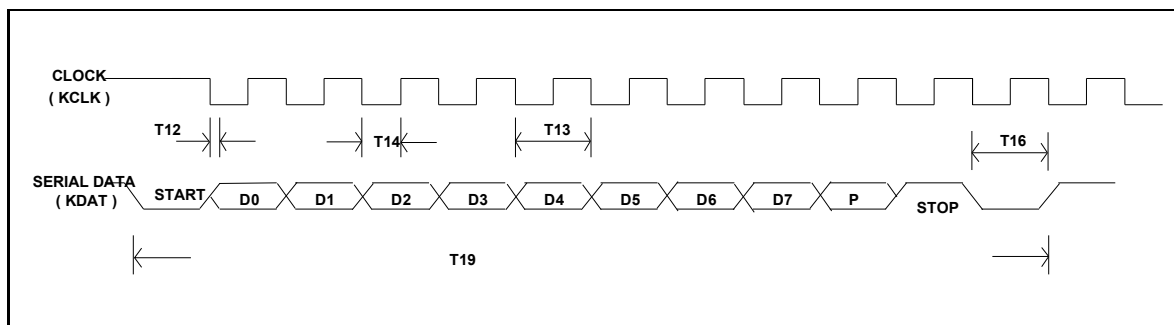 CLOCK
( KCLK )
T12
T14
T13
T16
SERIAL DATA
( KDAT )
START
D0
D1
D2
D3
D4
D5
D6
D7
P
STOP
T19